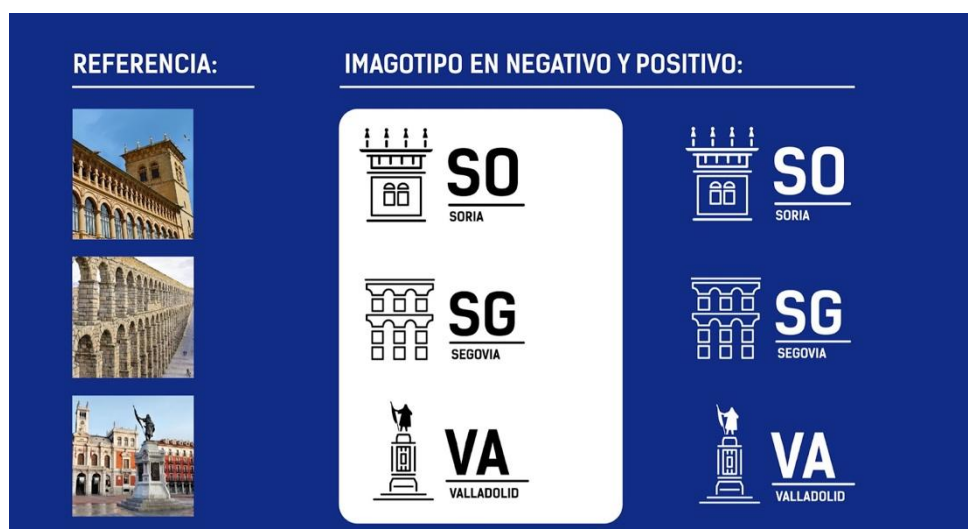 REFERENCIA:
IMAGOTIPO EN NEGATIVO Y POSITIVO:
SO
SORIA
SO
SORIA
SG
SEGOVIA
SG
SEGOVIA
VA
VALLADOLID
VA
VALLADOLID